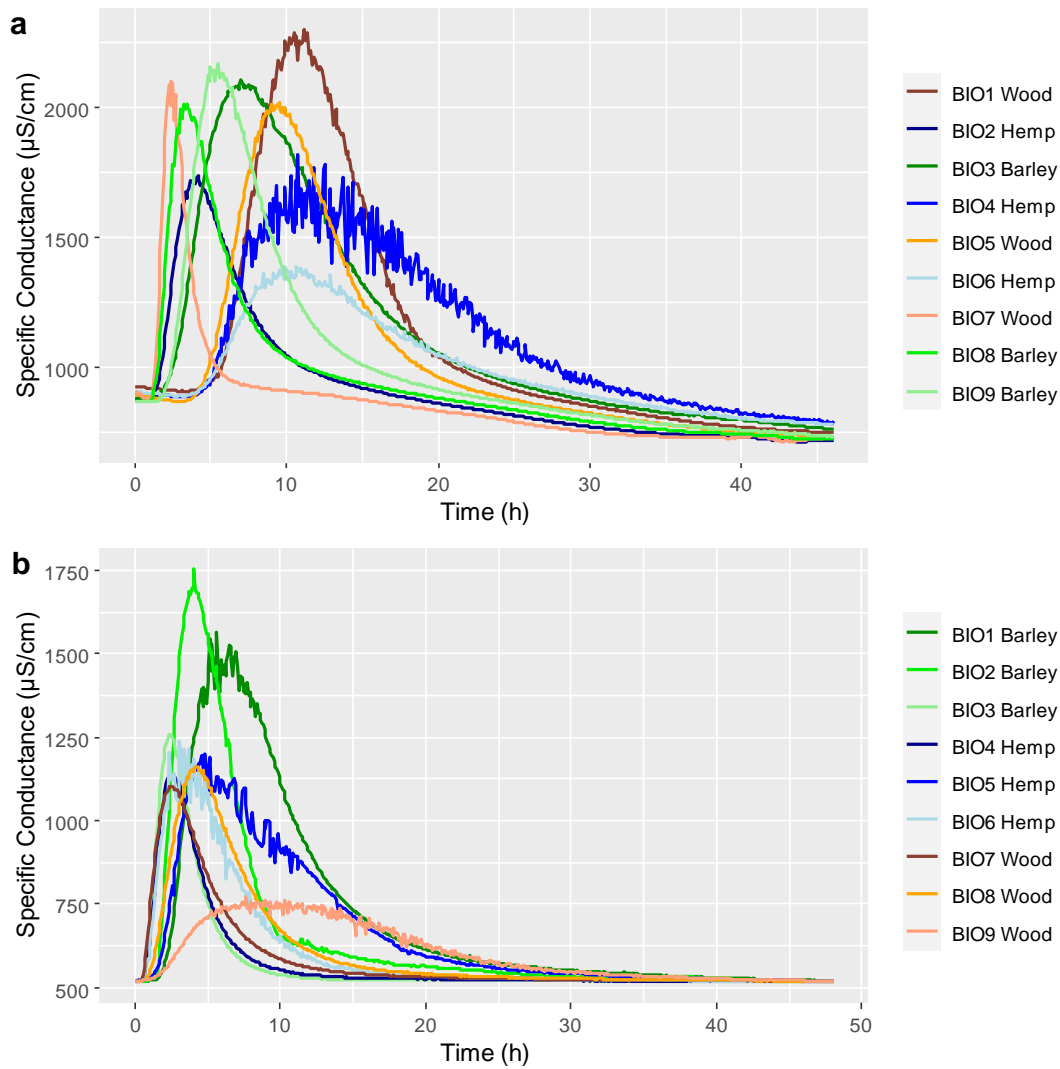 a
Specific Conductance (µS/cm)
2000
1500
1000
0
10
20
30
40
Time (h)
BIO1 Wood
BIO2 Hemp
BIO3 Barley
BIO4 Hemp
BIO5 Wood
BIO6 Hemp
BIO7 Wood
BIO8 Barley
BIO9 Barley
b
Specific Conductance (µS/cm)
1750
1500
1250
1000
750
500
0
10
20
30
40
50
Time (h)
BIO1 Barley
BIO2 Barley
BIO3 Barley
BIO4 Hemp
BIO5 Hemp
BIO6 Hemp
BIO7 Wood
BIO8 Wood
BIO9 Wood